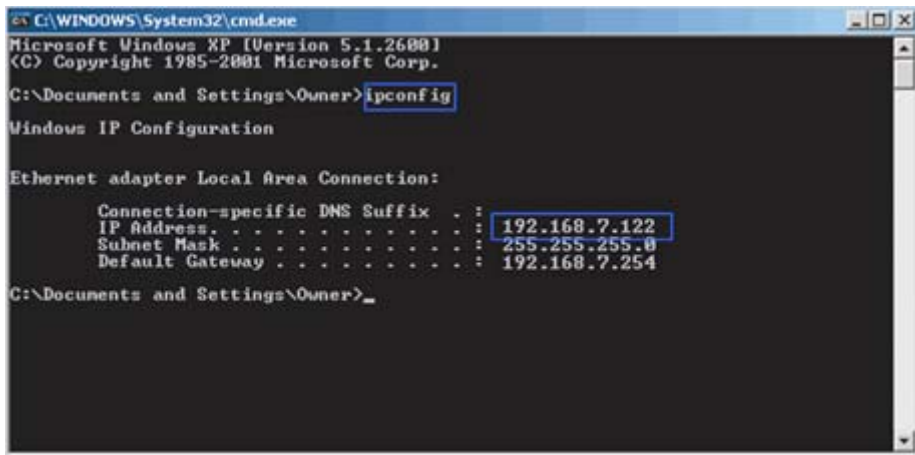 C:\WINDOWS\System32\cmd.exe
Microsoft Windows XP [Version 5.1.2600]
(C) Copyright 1985-2001 Microsoft Corp.
C:\Documents and Settings\Owner>ipconfig
Windows IP Configuration
Ethernet adapter Local Area Connection:
Connection-specific DNS Suffix . :
IP Address. . . . . . . . . . . . : 192.168.7.122
Subnet Mask . . . . . . . . . . . : 255.255.255.0
Default Gateway . . . . . . . . . : 192.168.7.254
C:\Documents and Settings\Owner>_